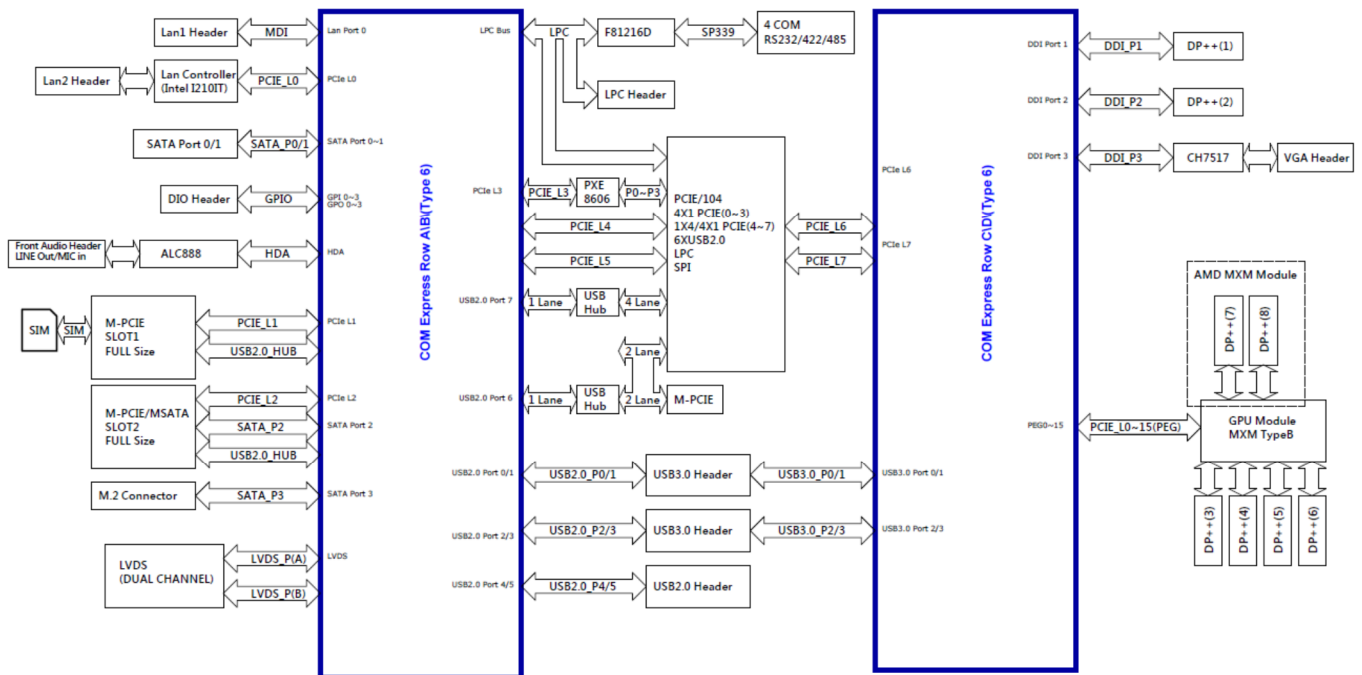 Lan1 Header
MDI
Lan Port 0
Lan2 Header
Lan Controller
(Intel I210IT)
PCIE_L0
PCIe L0
SATA Port 0/1
SATA_P0/1
SATA Port 0~1
DIO Header
GPIO
GPI 0~3
GPO 0~3
Front Audio Header
LINE Out/MIC in
ALC888
HDA
HDA
SIM
SIM
M-PCIE
SLOT1
FULL Size
PCIE_L1
USB2.0_HUB
PCIe L1
M-PCIE/MSATA
SLOT2
FULL Size
PCIE_L2
SATA_P2
USB2.0_HUB
PCIe L2
SATA Port 2
M.2 Connector
SATA_P3
SATA Port 3
LVDS
(DUAL CHANNEL)
LVDS_P(A)
LVDS_P(B)
LVDS
COM Express Row A\B\(Type 6)
LPC Bus
LPC
F81216D
SP339
4 COM
RS232/422/485
LPC Header
PCIe L3
PCIE_L3
PXE
8606
P0~P3
PCIE_L4
PCIE_L5
PCIE/104
4X1 PCIE(0~3)
1X4/4X1 PCIE(4~7)
6XUSB2.0
LPC
SPI
PCIE_L6
PCIE_L7
USB2.0 Port 7
1 Lane
USB
Hub
4 Lane
2 Lane
USB2.0 Port 6
1 Lane
USB
Hub
2 Lane
M-PCIE
USB2.0 Port 0/1
USB2.0_P0/1
USB3.0 Header
USB3.0_P0/1
USB3.0 Port 0/1
USB2.0 Port 2/3
USB2.0_P2/3
USB3.0 Header
USB3.0_P2/3
USB3.0 Port 2/3
USB2.0 Port 4/5
USB2.0_P4/5
USB2.0 Header
PCIe L6
PCIe L7
COM Express Row C\D(Type 6)
DDI Port 1
DDI_P1
DP++(1)
DDI Port 2
DDI_P2
DP++(2)
DDI Port 3
DDI_P3
CH7517
VGA Header
AMD MXM Module
DP++(7)
DP++(8)
PEG0~15
PCIE_L0~15(PEG)
GPU Module
MXM TypeB
DP++(3)
DP++(4)
DP++(5)
DP++(6)